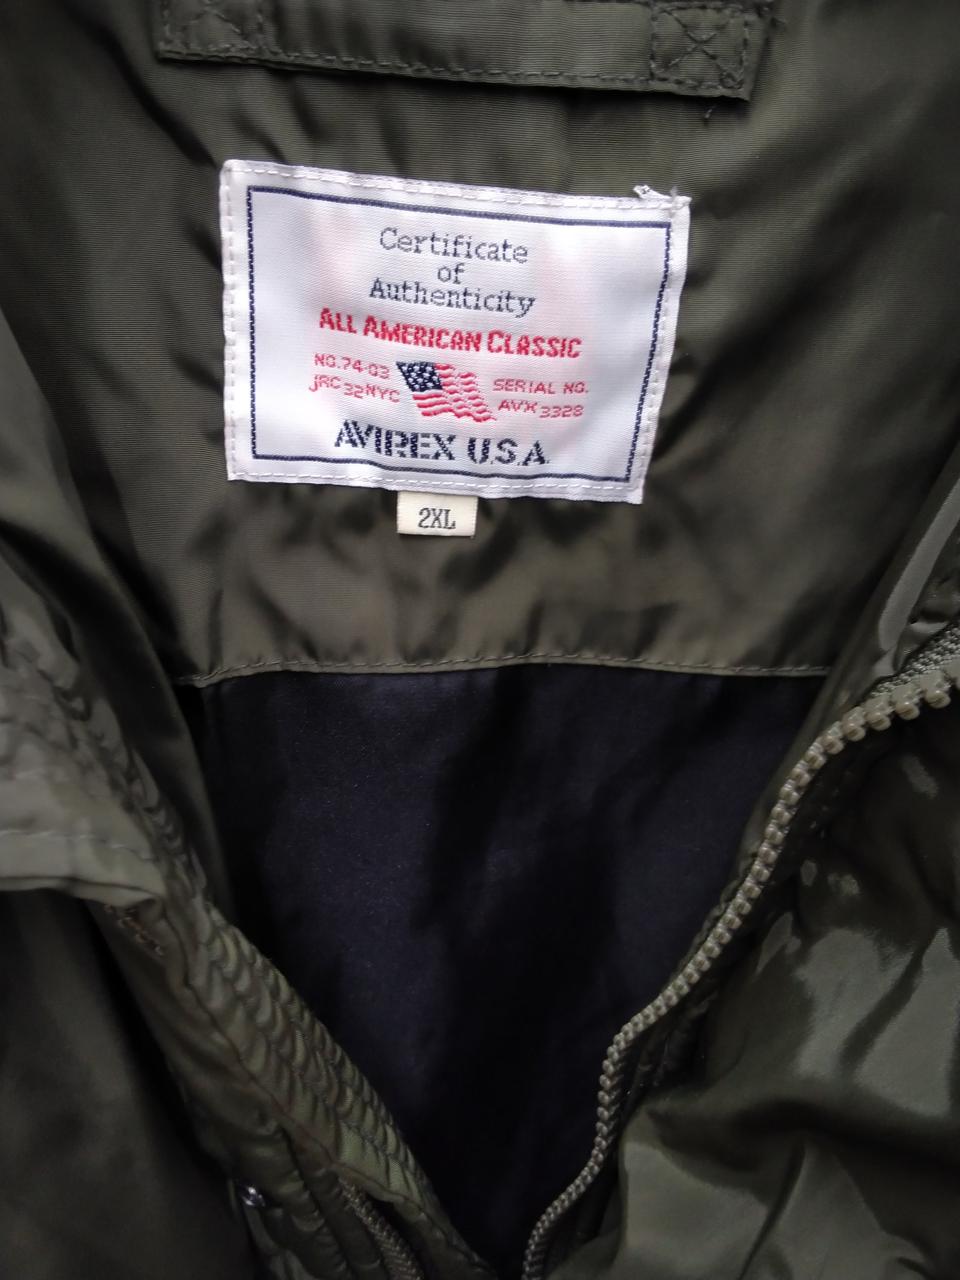 Certificate
of
Authenticity
ALL AMERICAN CLASSIC
NO.74-03
JRC 32NYC
SERIAL NO.
AVX 3328
AVIREX U.S.A.
2XL